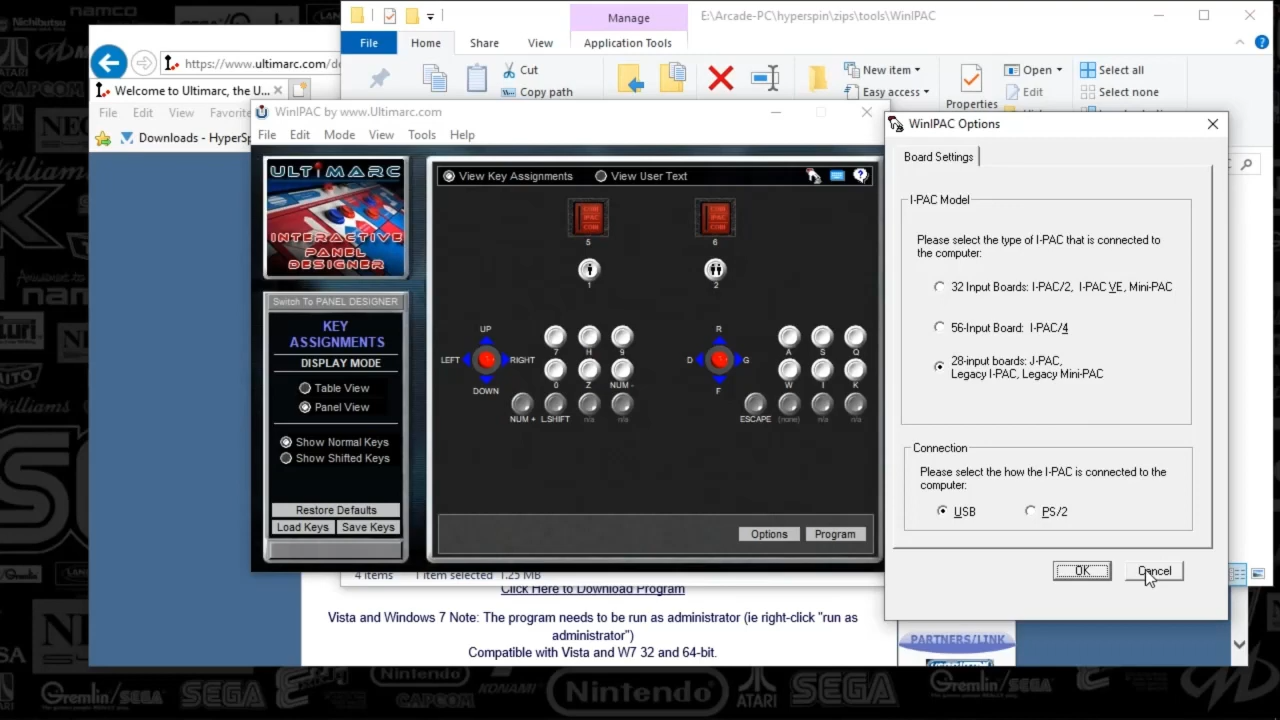 Manage
E:\Arcade-PC\hyperspin\zips\tools\WinIPAC
File
Home
Share
View
Application Tools
Cut
Copy path
New item
Easy access
Properties
Open
Edit
Select all
Select none
https://www.ultimarc.com/d
Welcome to Ultimarc, the U...
File
Edit
View
Favorite
Downloads - HyperSp
WinIPAC by www.Ultimarc.com
File
Edit
Mode
View
Tools
Help
ULTIMARC
INTERACTIVE
PANEL
DESIGNER
Switch To PANEL DESIGNER
KEY
ASSIGNMENTS
DISPLAY MODE
Table View
Panel View
Show Normal Keys
Show Shifted Keys
Restore Defaults
Load Keys
Save Keys
View Key Assignments
View User Text
5
6
1
2
UP
LEFT
RIGHT
DOWN
7
H
9
0
Z
NUM -
NUM +
L.SHIFT
n/a
n/a
R
D
G
F
A
S
Q
W
I
K
ESCAPE
(none)
n/a
n/a
Options
Program
WinIPAC Options
Board Settings
I-PAC Model
Please select the type of I-PAC that is connected to
the computer:
32 Input Boards: I-PAC/2, I-PAC VE, Mini-PAC
56-Input Board: I-PAC/4
28-input boards: J-PAC,
Legacy I-PAC, Legacy Mini-PAC
Connection
Please select the how the I-PAC is connected to the
computer:
USB
PS/2
OK
Cancel
4 items
1 item selected 1.25 MB
Click Here to Download Program
Vista and Windows 7 Note: The program needs to be run as administrator (ie right-click "run as
administrator")
Compatible with Vista and W7 32 and 64-bit.
PARTNERS/LINK
namco
Nichibutsu
ATARI
CAPCOM
Williams
TAITO
Williams
Gremlin/SEGA
SEGA
CAPCOM
KONAMI
Nintendo
ATARI
SEGA
Gremlin/SEGA